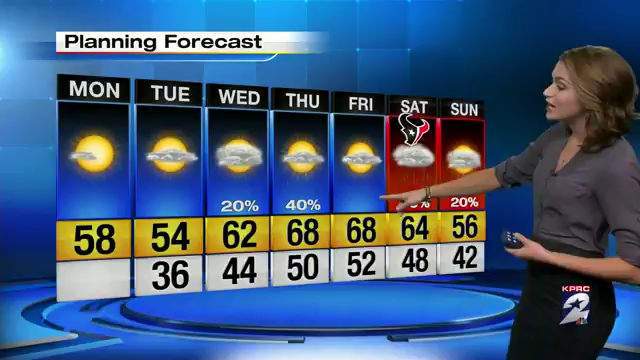 Planning Forecast
MON TUE WED THU FRI SAT SUN
20% 40% 20%
58 54 62 68 68 64 56
36 44 50 52 48 42
KPRC
2